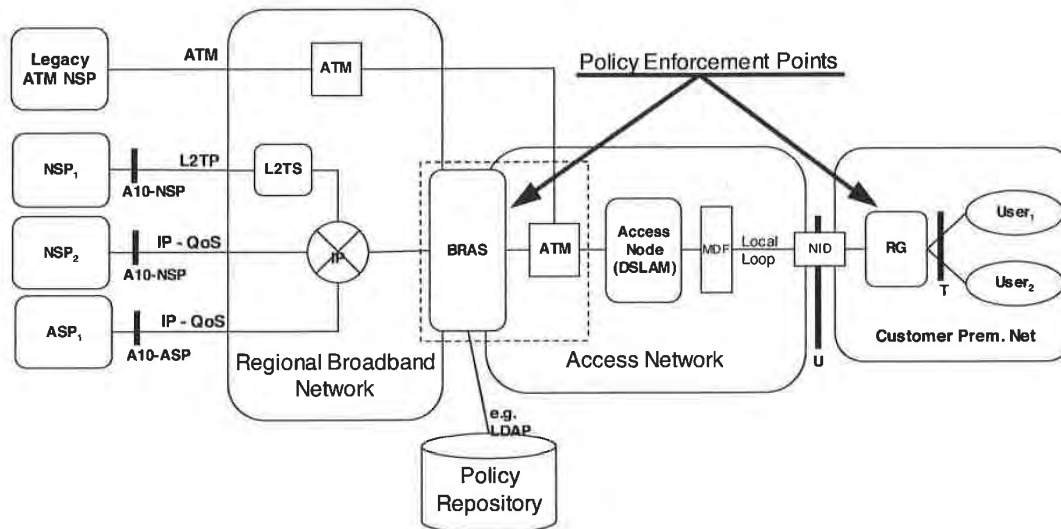 Legacy
ATM NSP
ATM
ATM
Policy Enforcement Points
NSP1
L2TP
L2TS
A10-NSP
NSP2
IP - QoS
IP
A10-NSP
ASP1
IP - QoS
A10-ASP
Regional Broadband
Network
BRAS
ATM
Access
Node
(DSLAM)
MDF
Local
Loop
Access Network
NID
U
RG
T
User1
User2
Customer Prem. Net
e.g.
LDAP
Policy
Repository